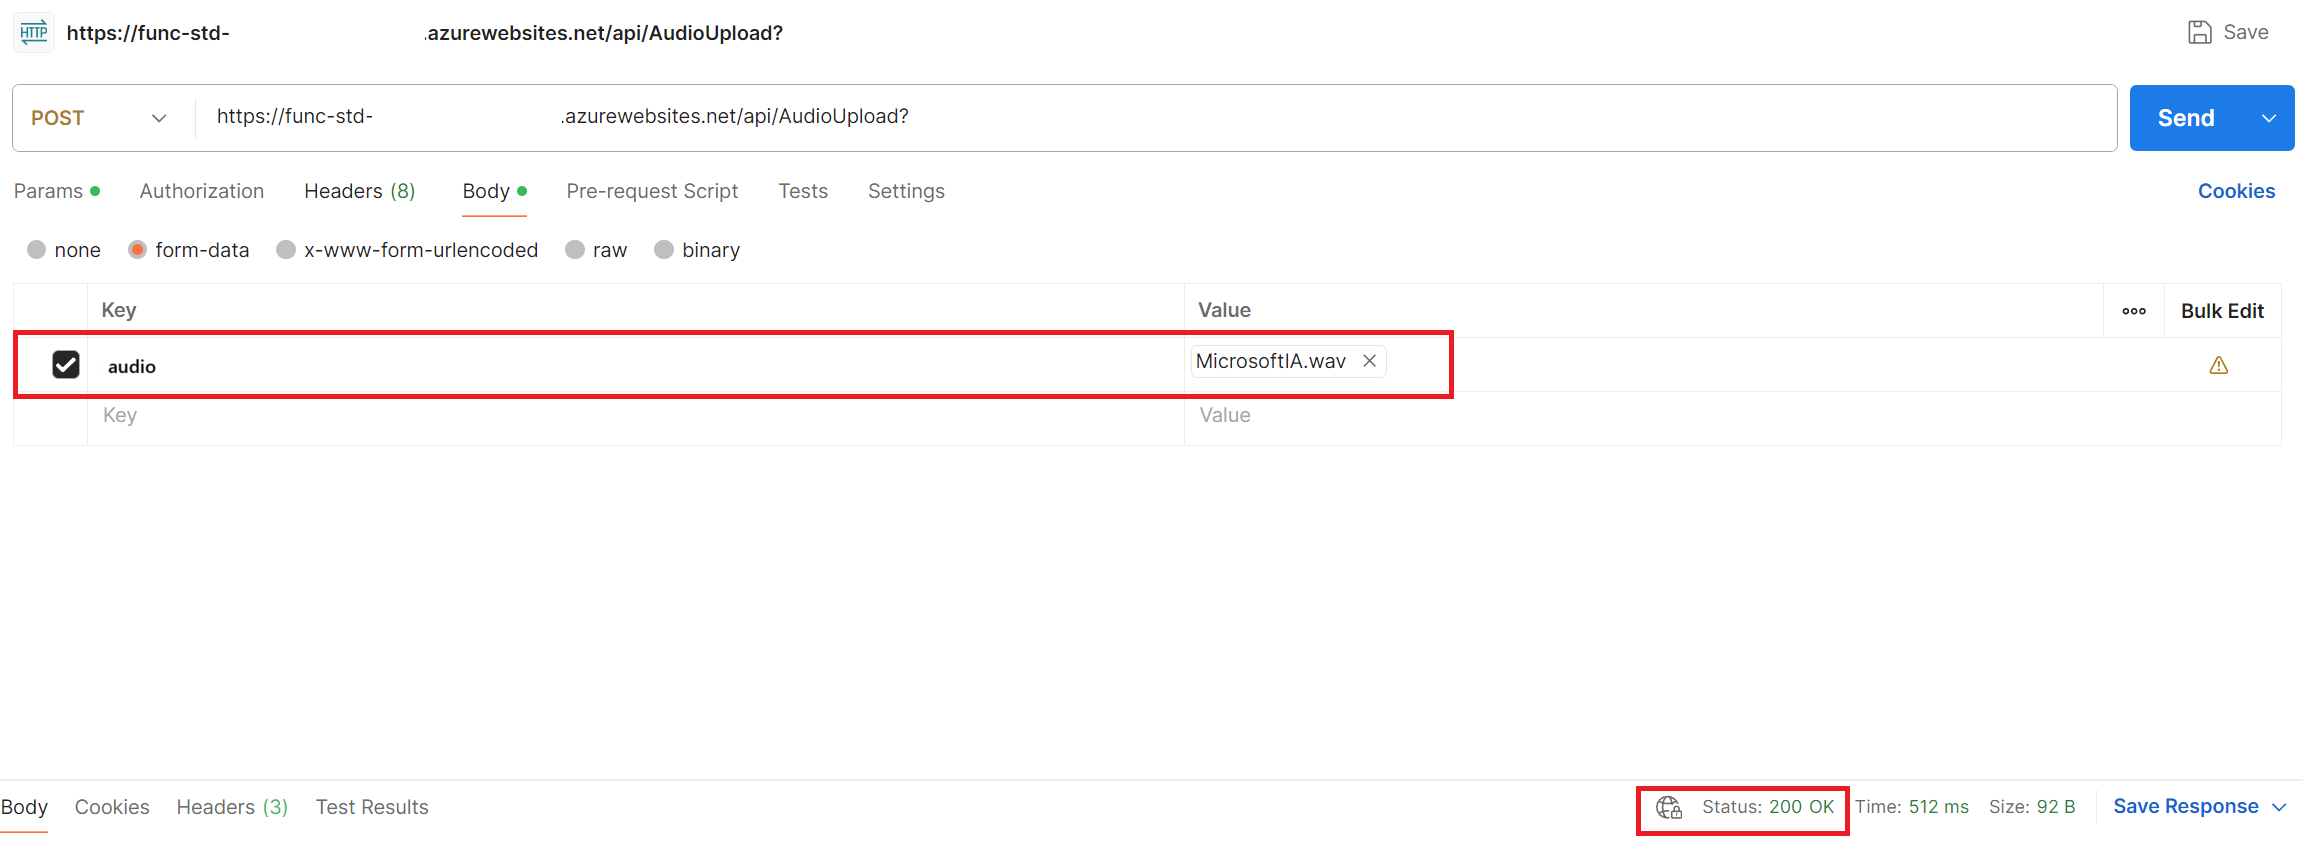 HTTP https://func-std- .azurewebsites.net/api/AudioUpload? Save
POST https://func-std- .azurewebsites.net/api/AudioUpload? Send
Params Authorization Headers (8) Body Pre-request Script Tests Settings Cookies
none form-data x-www-form-urlencoded raw binary
Key Value Bulk Edit
audio MicrosoftIA.wav
Key Value
Body Cookies Headers (3) Test Results Status: 200 OK Time: 512 ms Size: 92 B Save Response